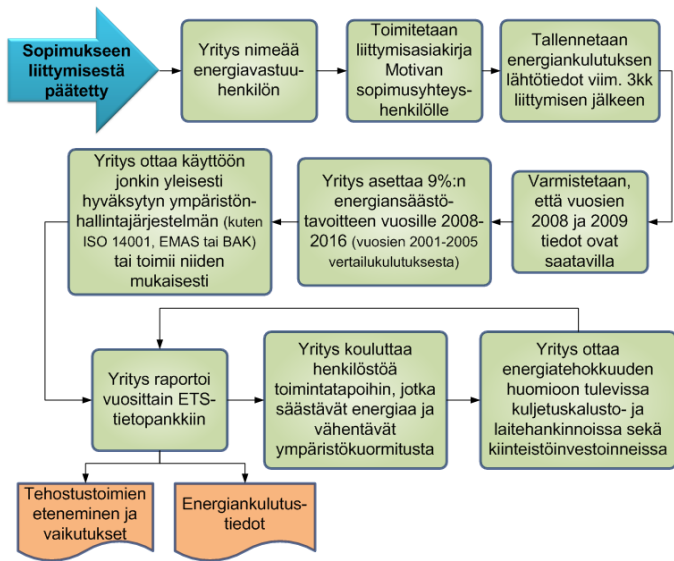 Sopimukseen
liittymisestä
päätetty
Yritys nimeää
energiavastuu-
henkilön
Toimitetaan
liittymisasiakirja
Motivan
sopimusyhteys-
henkilölle
Tallennetaan
energiankulutuksen
lähtötiedot viim. 3kk
liittymisen jälkeen
Varmistetaan,
että vuosien
2008 ja 2009
tiedot ovat
saatavilla
Yritys asettaa 9%:n
energiansäästö-
tavoitteen vuosille 2008-
2016 (vuosien 2001-2005
vertailukulutuksesta)
Yritys ottaa käyttöön
jonkin yleisesti
hyväksytyn ympäristön-
hallintajärjestelmän (kuten
ISO 14001, EMAS tai BAK)
tai toimii niiden
mukaisesti
Yritys raportoi
vuosittain ETS-
tietopankkiin
Yritys kouluttaa
henkilöstöä
toimintatapoihin, jotka
säästävät energiaa ja
vähentävät
ympäristökuormitusta
Yritys ottaa
energiatehokkuuden
huomioon tulevissa
kuljetuskalusto- ja
laitehankinnoissa sekä
kiinteistöinvestoinneissa
Tehostustoimien
eteneminen ja
vaikutukset
Energiankulutus-
tiedot